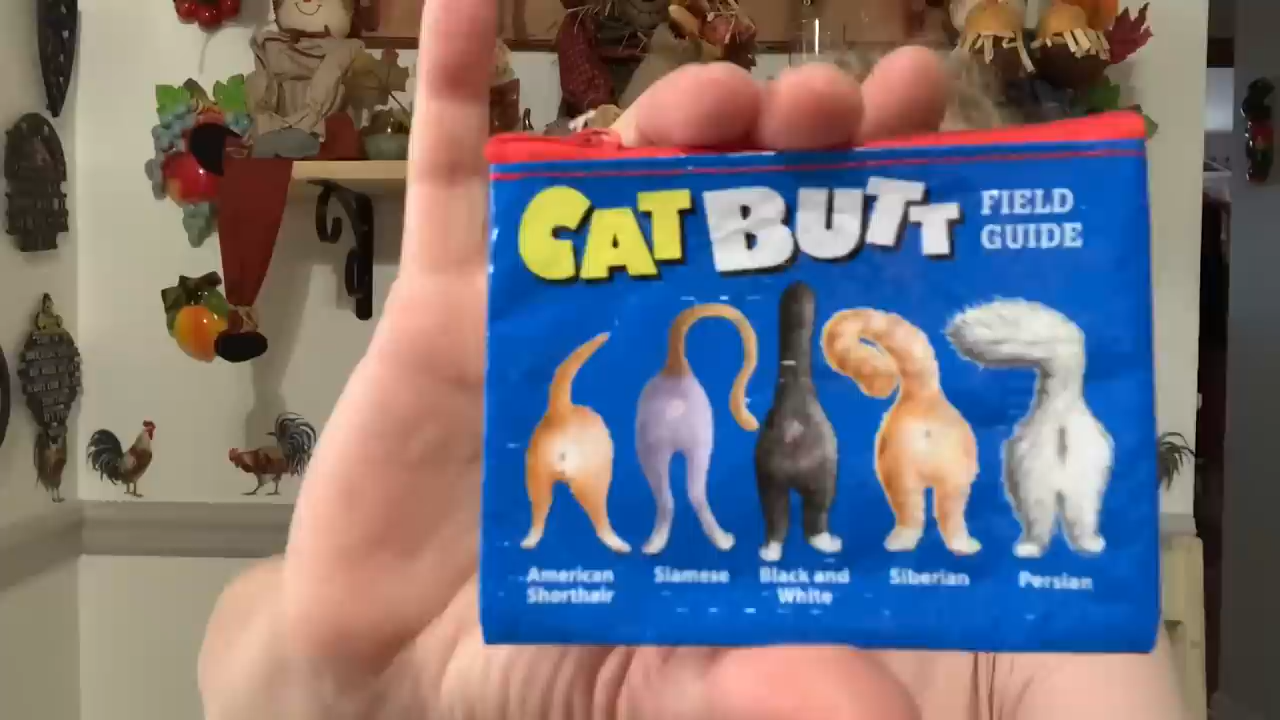 CAT BUTT FIELD GUIDE
American Shorthair
Siamese
Black and White
Siberian
Persian